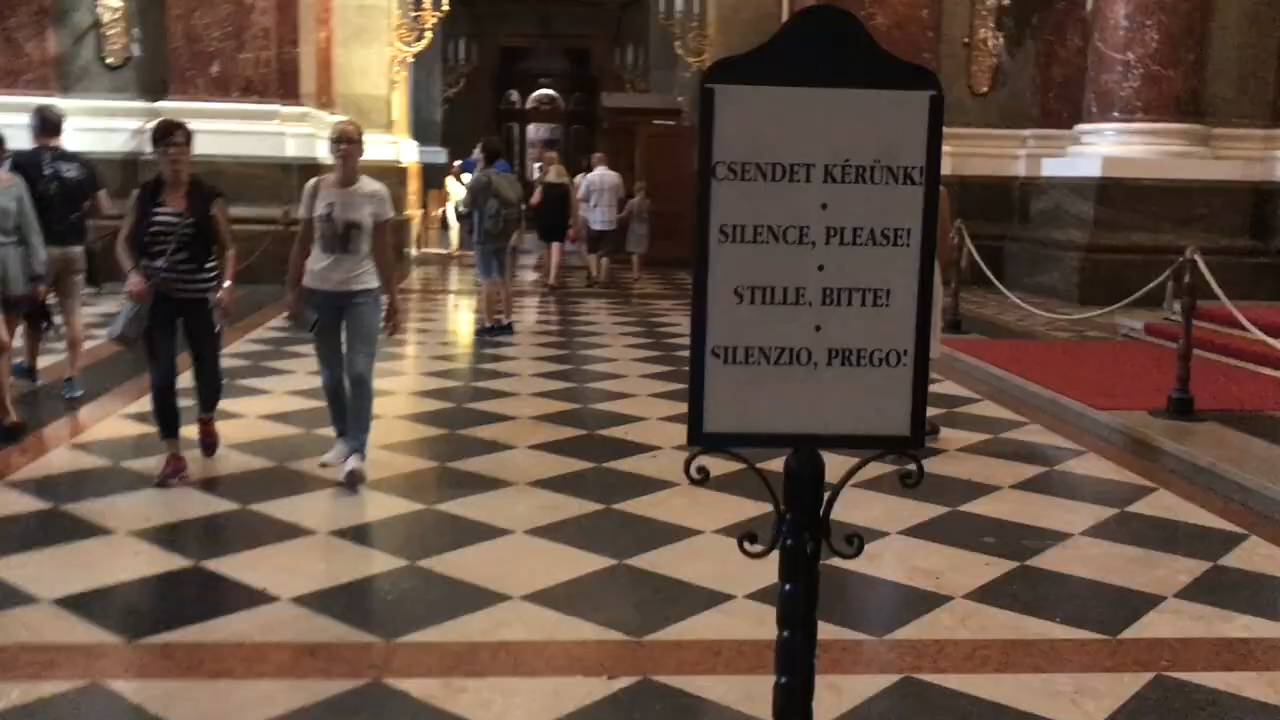 CSENDET KÉRÜNK!
•
SILENCE, PLEASE!
•
STILLE, BITTE!
•
SILENZIO, PREGO!